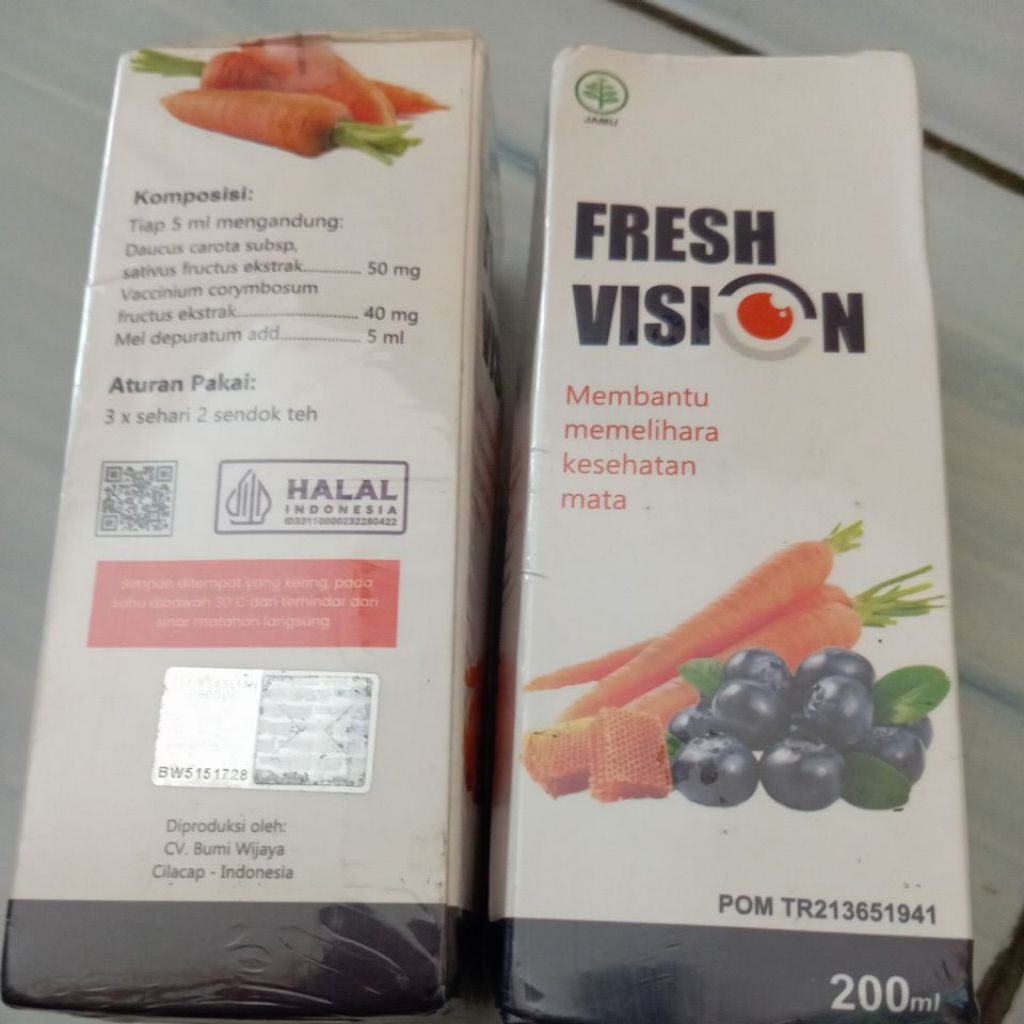 Komposisi:
Tiap 5 ml mengandung:
Daucus carota subsp,
sativus fructus ekstrak............. 50 mg
Vaccinium corymbosum
fructus ekstrak........................... 40 mg
Mel depuratum add.................. 5 ml
Aturan Pakai:
3 x sehari 2 sendok teh
HALAL
INDONESIA
ID33110000232280422
Simpan ditempat yang kering, pada
suhu dibawah 30 C dan terhindar dari
sinar matahari langsung
BW5151728
Diproduksi oleh:
CV. Bumi Wijaya
Cilacap - Indonesia
JAMU
FRESH
VISION
Membantu
memelihara
kesehatan
mata
POM TR213651941
200ml